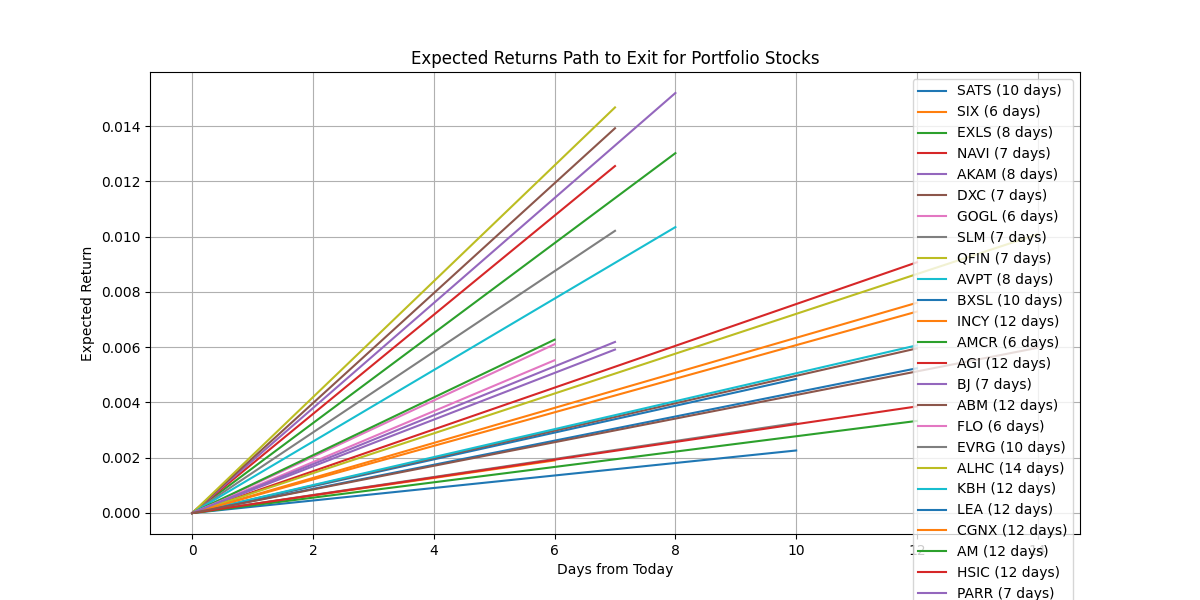 Expected Returns Path to Exit for Portfolio Stocks
Expected Return
0.014
0.012
0.010
0.008
0.006
0.004
0.002
0.000
0
2
4
6
8
10
12
Days from Today
SATS (10 days)
SIX (6 days)
EXLS (8 days)
NAVI (7 days)
AKAM (8 days)
DXC (7 days)
GOGL (6 days)
SLM (7 days)
QFIN (7 days)
AVPT (8 days)
BXSL (10 days)
INCY (12 days)
AMCR (6 days)
AGI (12 days)
BJ (7 days)
ABM (12 days)
FLO (6 days)
EVRG (10 days)
ALHC (14 days)
KBH (12 days)
LEA (12 days)
CGNX (12 days)
AM (12 days)
HSIC (12 days)
PARR (7 days)